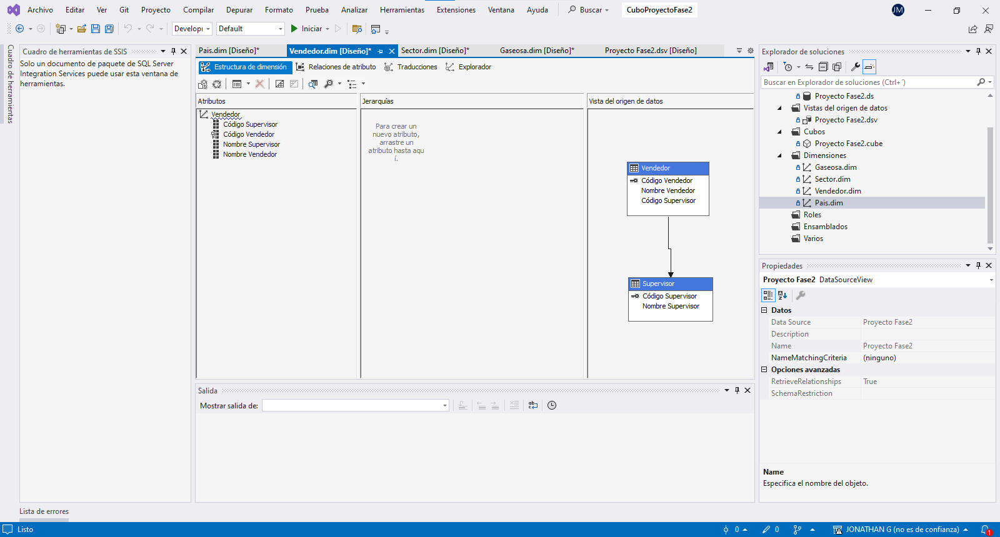 Archivo Editar Ver Git Proyecto Compilar Depurar Formato Prueba Analizar Herramientas Extensiones Ventana Ayuda Buscar CuboProyectoFase2 JM
Developi Default Iniciar
Cuadro de herramientas
Cuadro de herramientas de SSIS
Solo un documento de paquete de SQL Server
Integration Services puede usar esta ventana de
herramientas.
Pais.dim [Diseño]* Vendedor.dim [Diseño]* Sector.dim [Diseño]* Gaseosa.dim [Diseño]* Proyecto Fase2.dsv [Diseño]
Estructura de dimensión Relaciones de atributo Traducciones Explorador
Atributos
Vendedor
Código Supervisor
Código Vendedor
Nombre Supervisor
Nombre Vendedor
Jerarquías
Para crear un
nuevo atributo,
arrastre un
atributo hasta aqu
í.
Vista del origen de datos
Vendedor
Código Vendedor
Nombre Vendedor
Código Supervisor
Supervisor
Código Supervisor
Nombre Supervisor
Salida
Mostrar salida de:
Explorador de soluciones
Buscar en Explorador de soluciones (Ctrl+´)
Proyecto Fase2.ds
Vistas del origen de datos
Proyecto Fase2.dsv
Cubos
Proyecto Fase2.cube
Dimensiones
Gaseosa.dim
Sector.dim
Vendedor.dim
Pais.dim
Roles
Ensamblados
Varios
Propiedades
Proyecto Fase2 DataSourceView
Datos
Data Source Proyecto Fase2
Description
Name Proyecto Fase2
NameMatchingCriteria (ninguno)
Opciones avanzadas
RetrieveRelationships True
SchemaRestriction
Name
Especifica el nombre del objeto.
Lista de errores
Listo 0 0 JONATHAN G (no es de confianza) 1